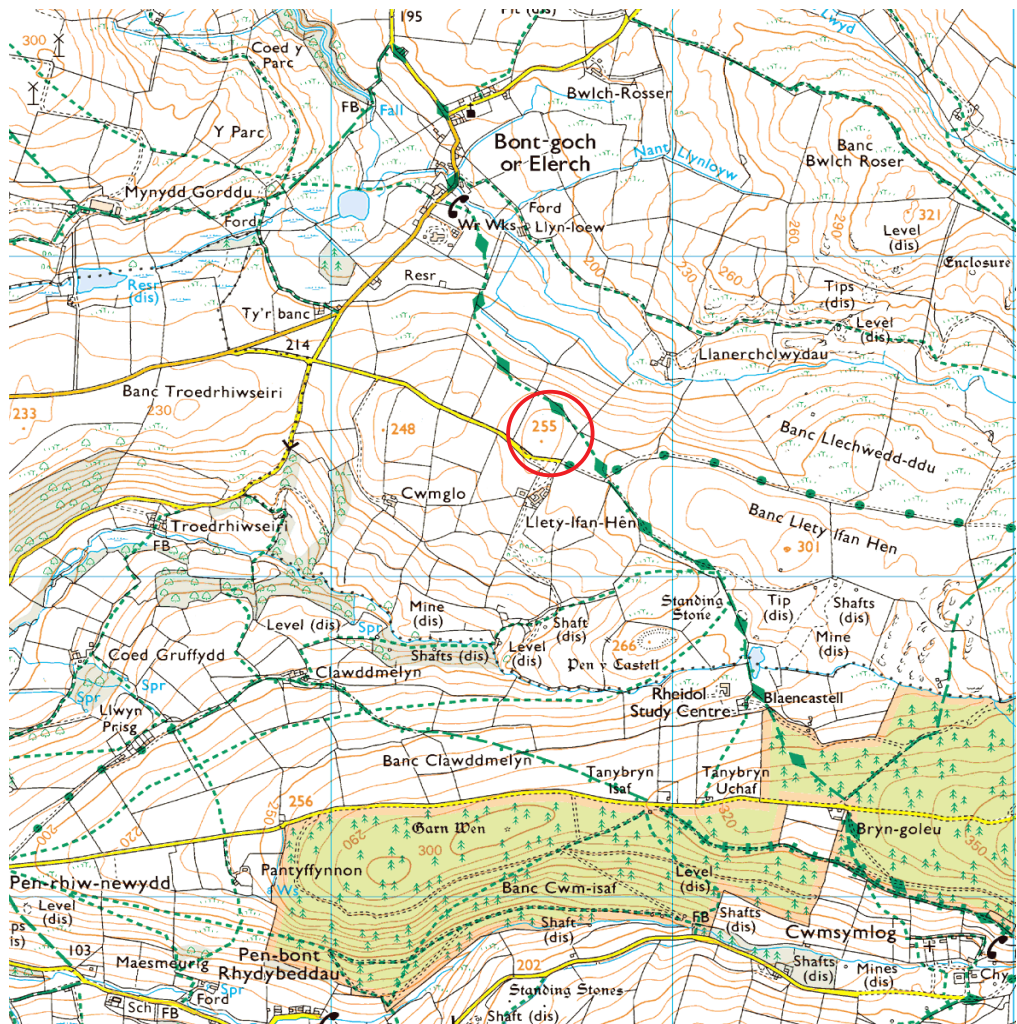 195
300
Coed y
Parc
FB
Fall
Lwyd
Bwlch-Rosser
Y Parc
Bont-goch
or Elerch
Banc
Bwlch Roser
Nant Llynloyw
Mynydd Gorddu
Ford
Ford
Wr Wks
Llyn-loew
321
Level
(dis)
260
290
Enclosure
Resr
(dis)
Resr
200
230
260
Tips
(dis)
Ty'r banc
Level
(dis)
214
Llanerchclwydau
Banc Troedrhiwseiri
233
230
248
255
Banc Llechwedd-ddu
Cwmglo
Troedrhiwseiri
FB
Llety-Ifan-Hên
Banc Llety Ifan Hen
301
Mine
(dis)
Standing
Stone
Tip
(dis)
Shafts
(dis)
Level (dis)
Spr
Shaft
(dis)
Mine
(dis)
Coed Gruffydd
Shafts (dis)
Level
(dis)
266
Pen y Castell
Clawddmelyn
Spr
Spr
Llwyn
Prisg
Rheidol
Study Centre
Blaencastell
Banc Clawddmelyn
Tanybryn
Isaf
Tanybryn
Uchaf
256
250
200
220
290
Garn Wen
300
320
Bryn-goleu
350
Pen-rhiw-newydd
Pantyffynnon
Ws
Level
(dis)
Banc Cwm-isaf
Level
(dis)
FB
Shafts
(dis)
Shaft
(dis)
Cwmsymlog
103
Maesmeurig
Pen-bont
Rhydybeddau
202
Shafts
(dis)
Mines
(dis)
Chy
Spr
Ford
Standing Stones
Sch
FB
Shaft (dis)